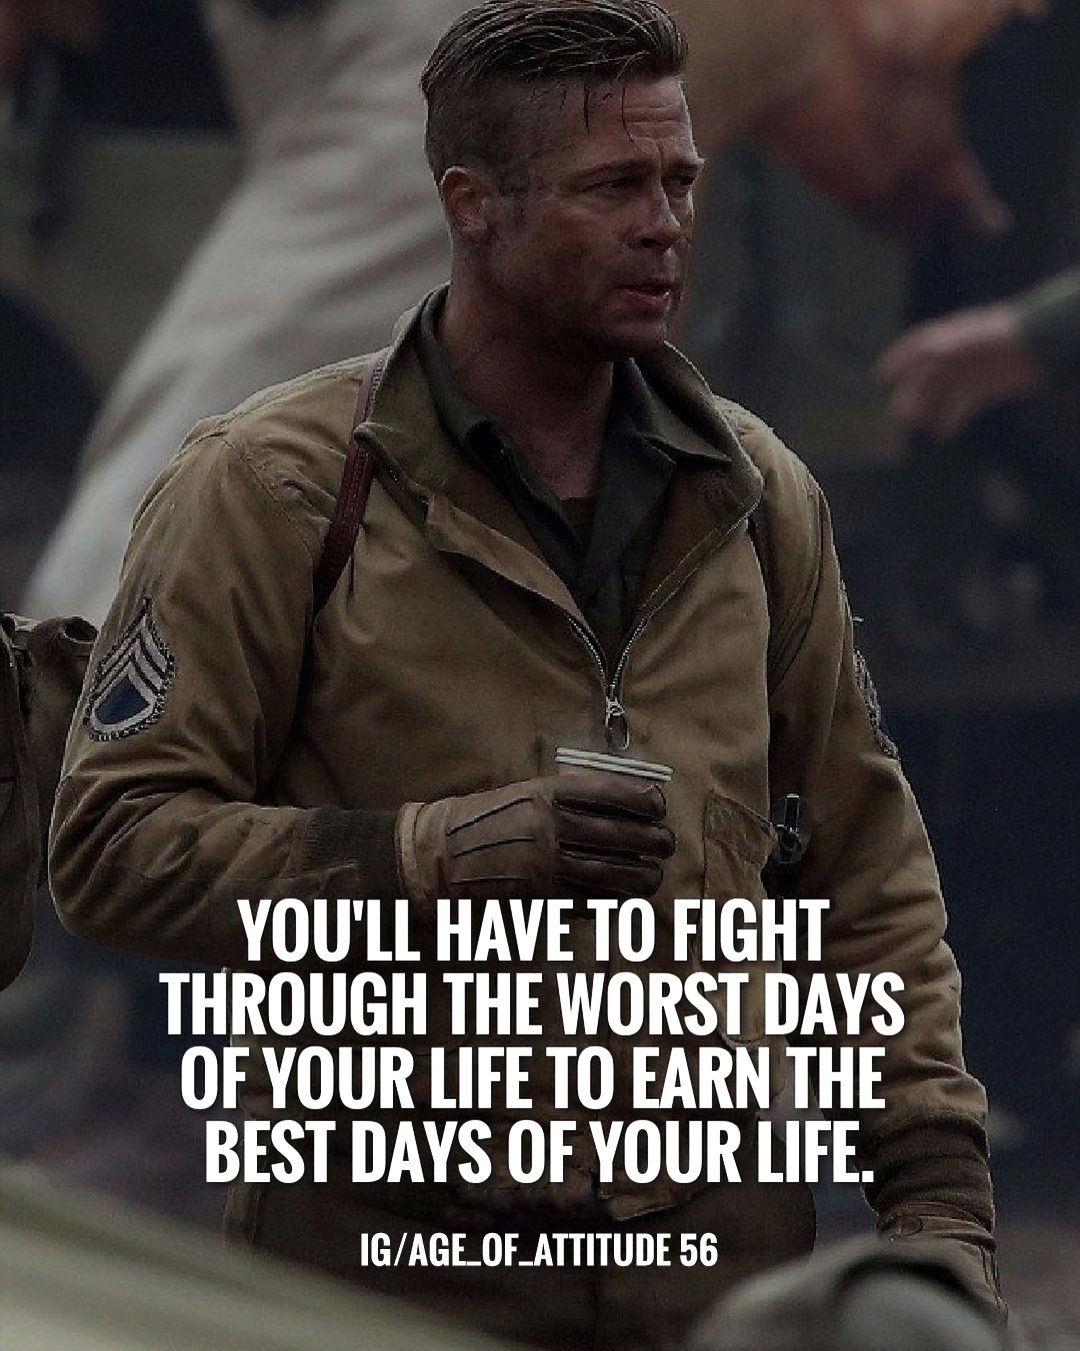 YOU'LL HAVE TO FIGHT
THROUGH THE WORST DAYS
OF YOUR LIFE TO EARN THE
BEST DAYS OF YOUR LIFE.
IG/AGE_OF_ATTITUDE 56